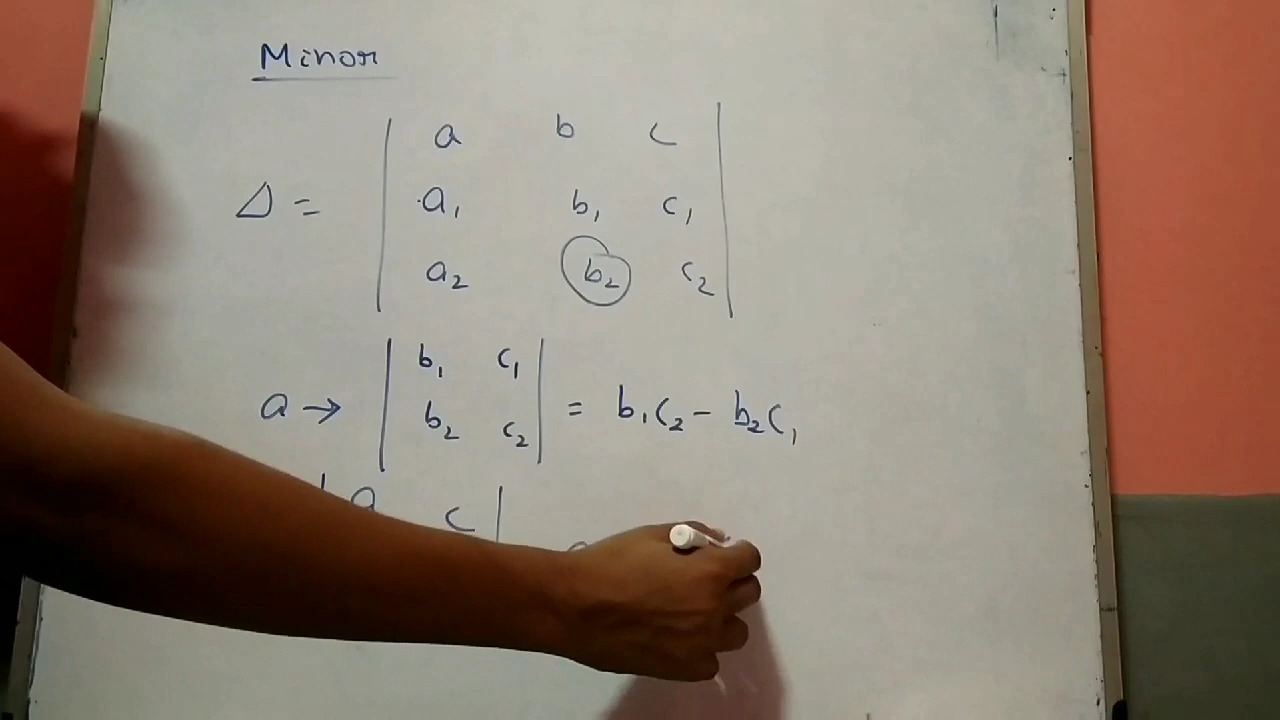 Minor
a b c
Δ = a₁ b₁ c₁
a₂ b₂ c₂
b₁ c₁
a → = b₁c₂ - b₂c₁
b₂ c₂
a c